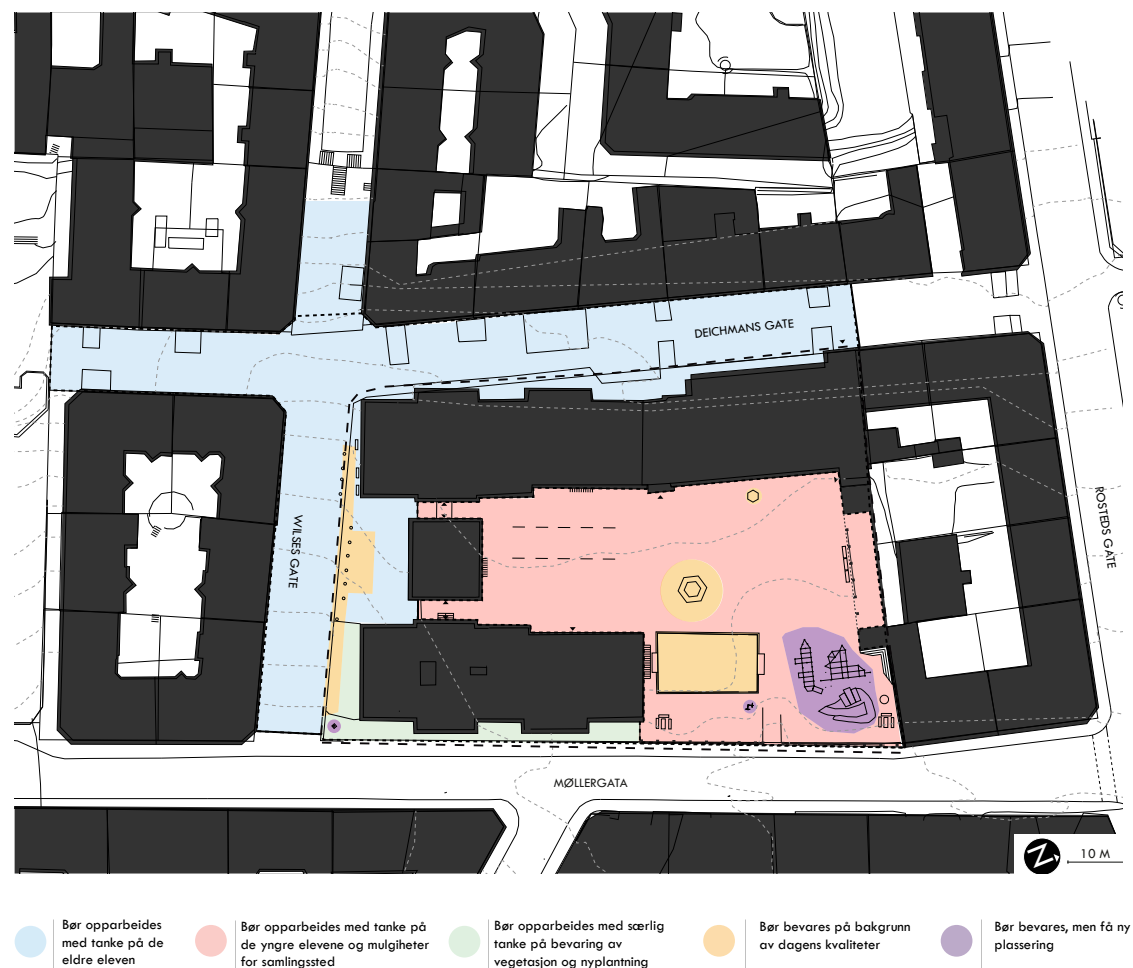 DEICHMANS GATE
WILSES GATE
ROSTEDS GATE
MØLLERGATA
Z
10 M
Bør opparbeides
med tanke på de
eldre eleven
Bør opparbeides med tanke på
de yngre elevene og mulgiheter
for samlingssted
Bør opparbeides med særlig
tanke på bevaring av
vegetasjon og nyplantning
Bør bevares på bakgrunn
av dagens kvaliteter
Bør bevares, men få ny
plassering